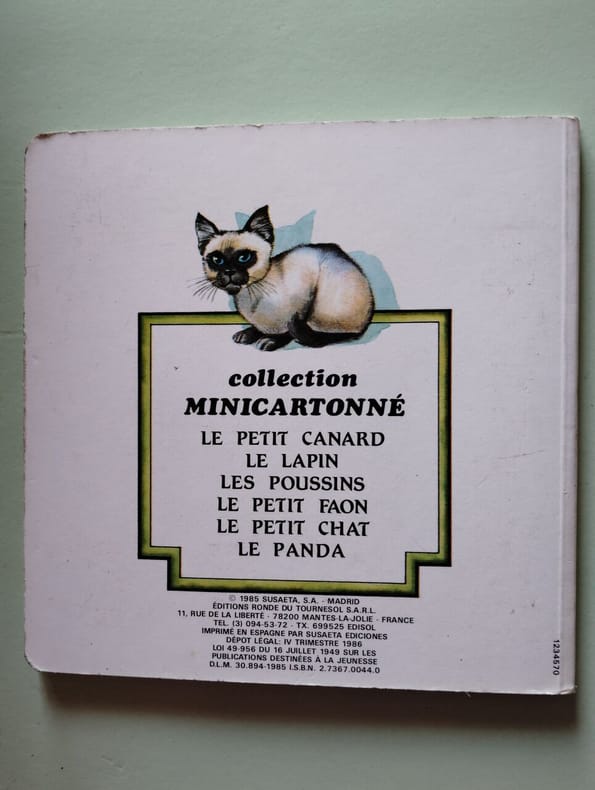 collection
MINICARTONNÉ
LE PETIT CANARD
LE LAPIN
LES POUSSINS
LE PETIT FAON
LE PETIT CHAT
LE PANDA
© 1985 SUSAETA, S.A. - MADRID
ÉDITIONS RONDE DU TOURNESOL S.A.R.L.
11, RUE DE LA LIBERTÉ - 78200 MANTES-LA-JOLIE - FRANCE
TEL. (3) 094-53-72 - TX. 699525 EDISOL
IMPRIMÉ EN ESPAGNE PAR SUSAETA EDICIONES
DÉPOT LÉGAL: IV TRIMESTRE 1986
LOI 49-956 DU 16 JUILLET 1949 SUR LES
PUBLICATIONS DESTINÉES À LA JEUNESSE
D.L.M. 30.894-1985 I.S.B.N. 2.7367.0044.0
1234570